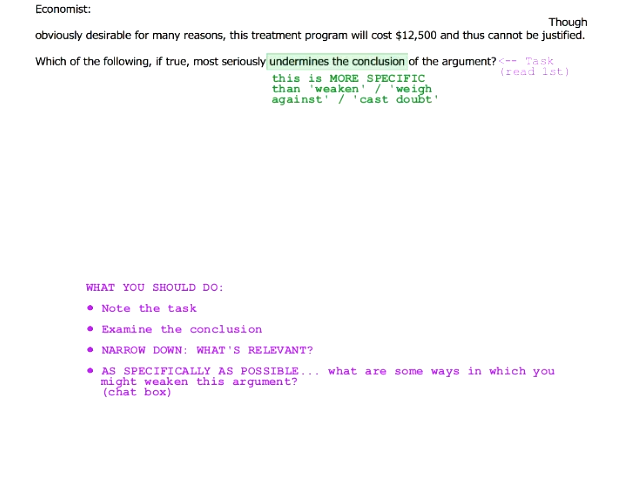 Economist:
Though
obviously desirable for many reasons, this treatment program will cost $12,500 and thus cannot be justified.
Which of the following, if true, most seriously undermines the conclusion of the argument? <-- Task
(read 1st)
this is MORE SPECIFIC
than 'weaken' / 'weigh
against' / 'cast doubt'
WHAT YOU SHOULD DO:
• Note the task
• Examine the conclusion
• NARROW DOWN: WHAT'S RELEVANT?
• AS SPECIFICALLY AS POSSIBLE... what are some ways in which you
might weaken this argument?
(chat box)